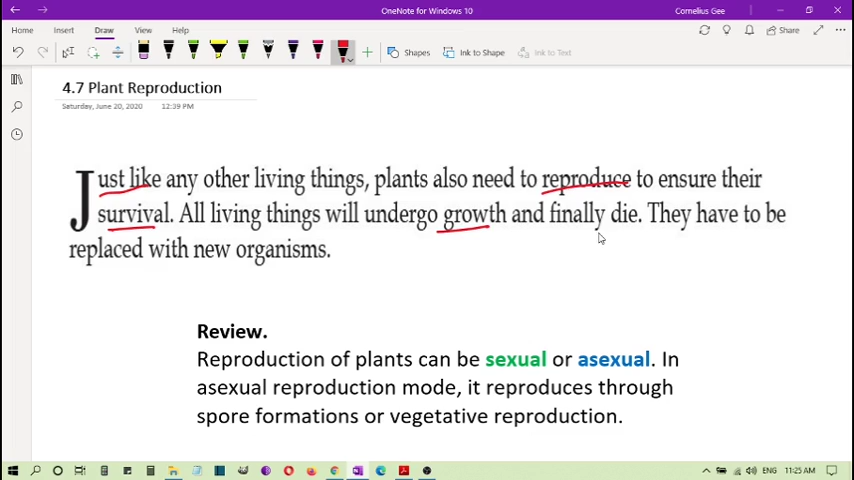 OneNote for Windows 10
Cornelius Gee
Home Insert Draw View Help
Share
Shapes Ink to Shape Ink to Text
4.7 Plant Reproduction
Saturday, June 20, 2020 12:39 PM
Just like any other living things, plants also need to reproduce to ensure their
survival. All living things will undergo growth and finally die. They have to be
replaced with new organisms.
Review.
Reproduction of plants can be sexual or asexual. In
asexual reproduction mode, it reproduces through
spore formations or vegetative reproduction.
ENG 11:25 AM